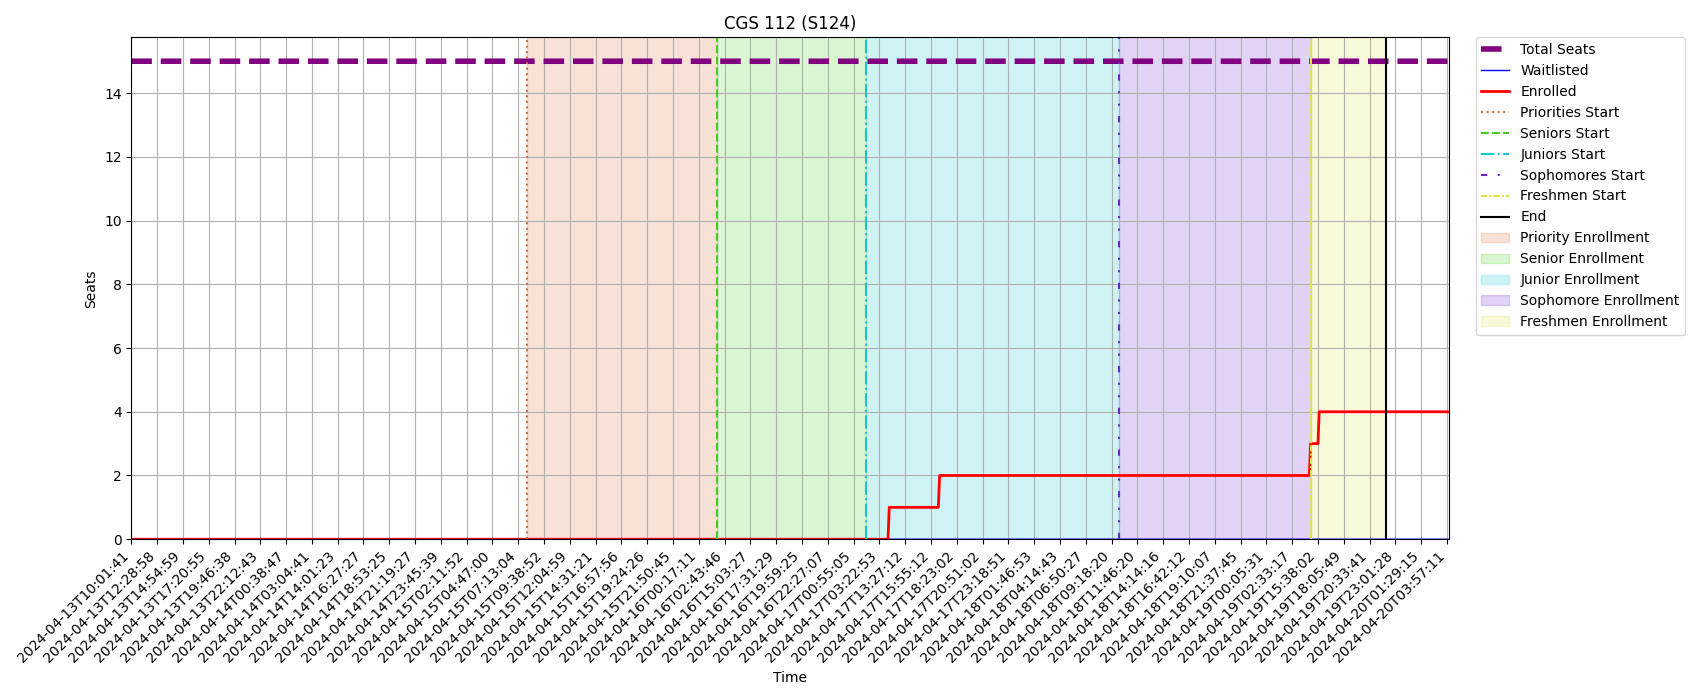 CGS 112 (S124)
Total Seats
Waitlisted
Enrolled
Priorities Start
Seniors Start
Juniors Start
Sophomores Start
Freshmen Start
End
Priority Enrollment
Senior Enrollment
Junior Enrollment
Sophomore Enrollment
Freshmen Enrollment
Seats
14
12
10
8
6
4
2
0
2024-04-13T10:01:41
2024-04-13T12:28:58
2024-04-13T14:54:59
2024-04-13T17:20:55
2024-04-13T19:46:38
2024-04-13T22:12:43
2024-04-14T00:38:47
2024-04-14T03:04:41
2024-04-14T14:01:23
2024-04-14T16:27:27
2024-04-14T18:53:25
2024-04-14T21:19:27
2024-04-14T23:45:39
2024-04-15T02:11:52
2024-04-15T04:47:00
2024-04-15T07:13:04
2024-04-15T09:38:52
2024-04-15T12:04:59
2024-04-15T14:31:21
2024-04-15T16:57:56
2024-04-15T19:24:26
2024-04-15T21:50:45
2024-04-16T00:17:11
2024-04-16T02:43:46
2024-04-16T15:03:27
2024-04-16T17:31:29
2024-04-16T19:59:25
2024-04-16T22:27:07
2024-04-17T00:55:05
2024-04-17T03:22:53
2024-04-17T13:27:12
2024-04-17T15:55:12
2024-04-17T18:23:02
2024-04-17T20:51:02
2024-04-17T23:18:51
2024-04-18T01:46:53
2024-04-18T04:14:43
2024-04-18T06:50:27
2024-04-18T09:18:20
2024-04-18T11:46:20
2024-04-18T14:14:16
2024-04-18T16:42:12
2024-04-18T19:10:07
2024-04-18T21:37:45
2024-04-19T00:05:31
2024-04-19T02:33:17
2024-04-19T15:38:02
2024-04-19T18:05:49
2024-04-19T20:33:41
2024-04-19T23:01:28
2024-04-20T01:29:15
2024-04-20T03:57:11
Time